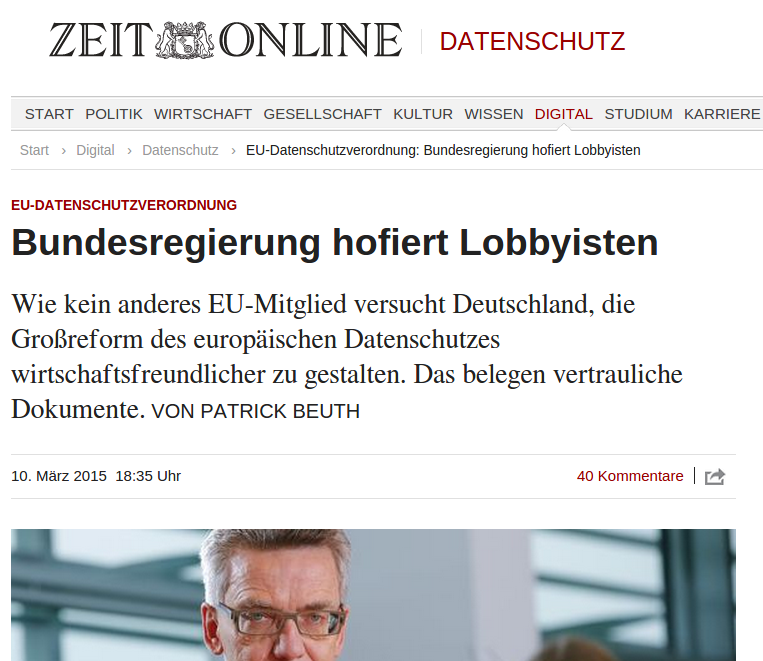 ZEIT ONLINE | DATENSCHUTZ
START POLITIK WIRTSCHAFT GESELLSCHAFT KULTUR WISSEN DIGITAL STUDIUM KARRIERE
Start › Digital › Datenschutz › EU-Datenschutzverordnung: Bundesregierung hofiert Lobbyisten
EU-DATENSCHUTZVERORDNUNG
Bundesregierung hofiert Lobbyisten
Wie kein anderes EU-Mitglied versucht Deutschland, die
Großreform des europäischen Datenschutzes
wirtschaftsfreundlicher zu gestalten. Das belegen vertrauliche
Dokumente. VON PATRICK BEUTH
10. März 2015 18:35 Uhr 40 Kommentare |